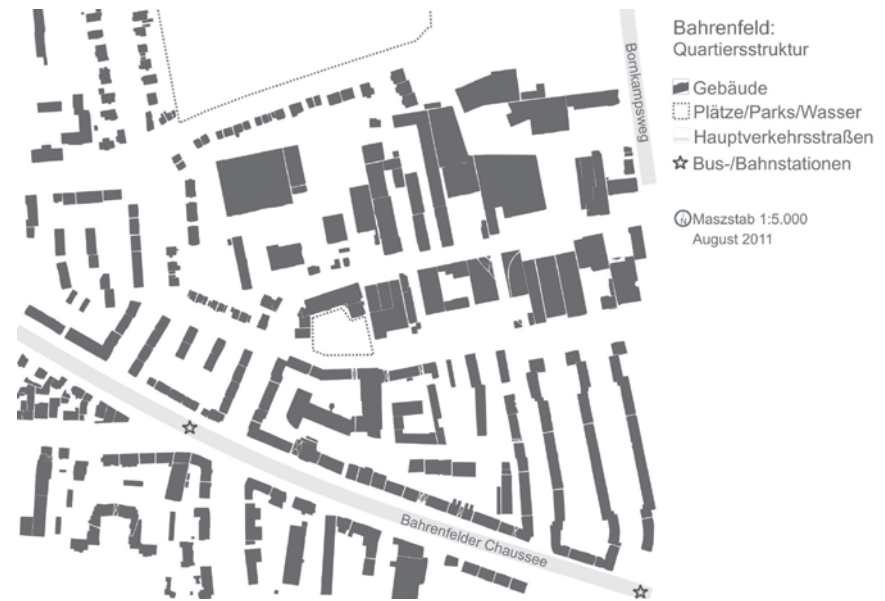 Bahrenfeld:
Quartiersstruktur
Gebäude
Plätze/Parks/Wasser
Hauptverkehrsstraßen
Bus-/Bahnstationen
Maszstab 1:5.000
August 2011
Bornkampsweg
Bahrenfelder Chaussee